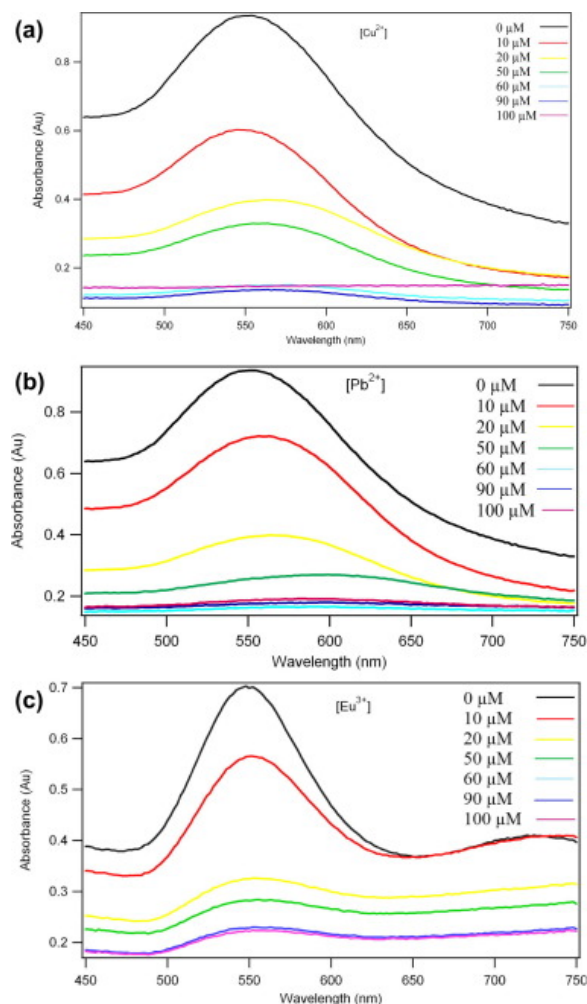 (a)
[Cu2+]
0 µM
10 µM
20 µM
50 µM
60 µM
90 µM
100 µM
0.8
0.6
0.4
0.2
Absorbance (Au)
450 500 550 600 650 700 750
Wavelength (nm)
(b)
[Pb2+]
0 µM
10 µM
20 µM
50 µM
60 µM
90 µM
100 µM
0.8
0.6
0.4
0.2
Absorbance (Au)
450 500 550 600 650 700 750
Wavelength (nm)
(c)
[Eu3+]
0 µM
10 µM
20 µM
50 µM
60 µM
90 µM
100 µM
0.7
0.6
0.5
0.4
0.3
0.2
Absorbance (Au)
450 500 550 600 650 700 750
Wavelength (nm)